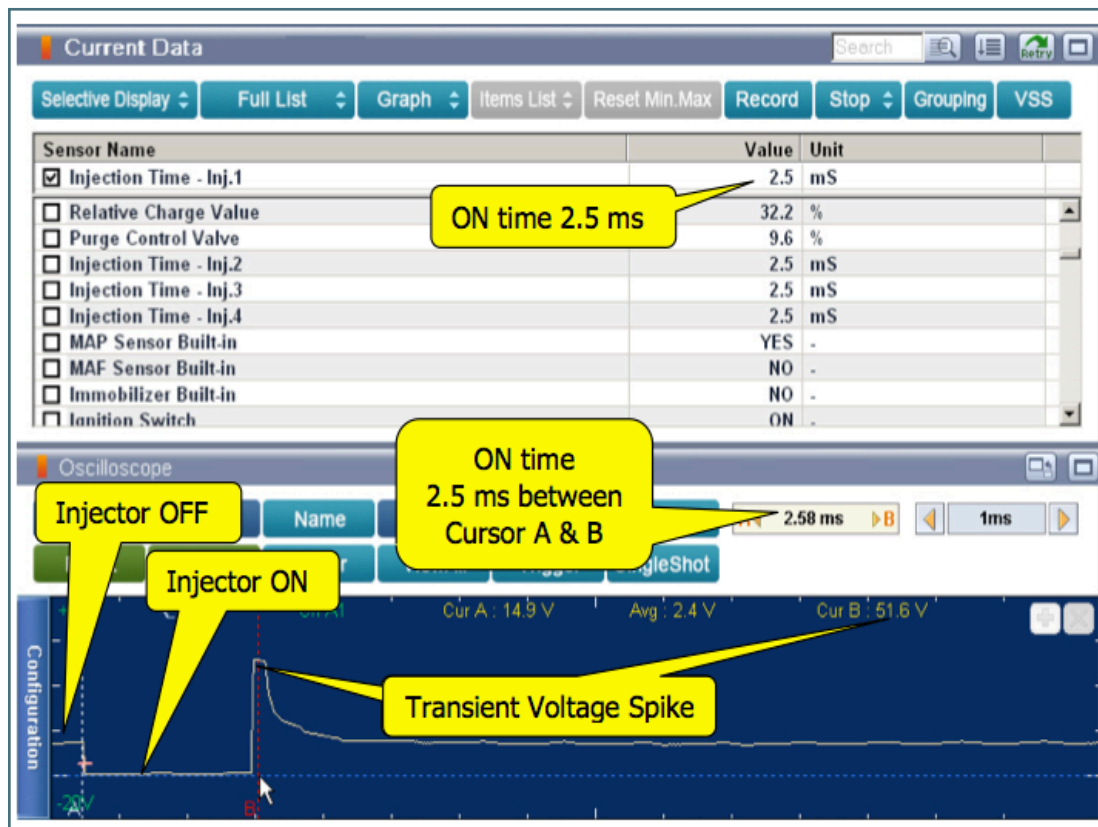 Current Data
Search
Retry
Selective Display
Full List
Graph
Items List
Reset Min.Max
Record
Stop
Grouping
VSS
Sensor Name Value Unit
Injection Time - Inj.1 2.5 mS
ON time 2.5 ms
Relative Charge Value 32.2 %
Purge Control Valve 9.6 %
Injection Time - Inj.2 2.5 mS
Injection Time - Inj.3 2.5 mS
Injection Time - Inj.4 2.5 mS
MAP Sensor Built-in YES -
MAF Sensor Built-in NO -
Immobilizer Built-in NO -
Ignition Switch ON -
Oscilloscope
ON time
2.5 ms between
Cursor A & B
Injector OFF
Name
2.58 ms B
1ms
Injector ON
SingleShot
Cur A : 14.9 V Avg : 2.4 V Cur B : 51.6 V
Configuration
Transient Voltage Spike
A
B